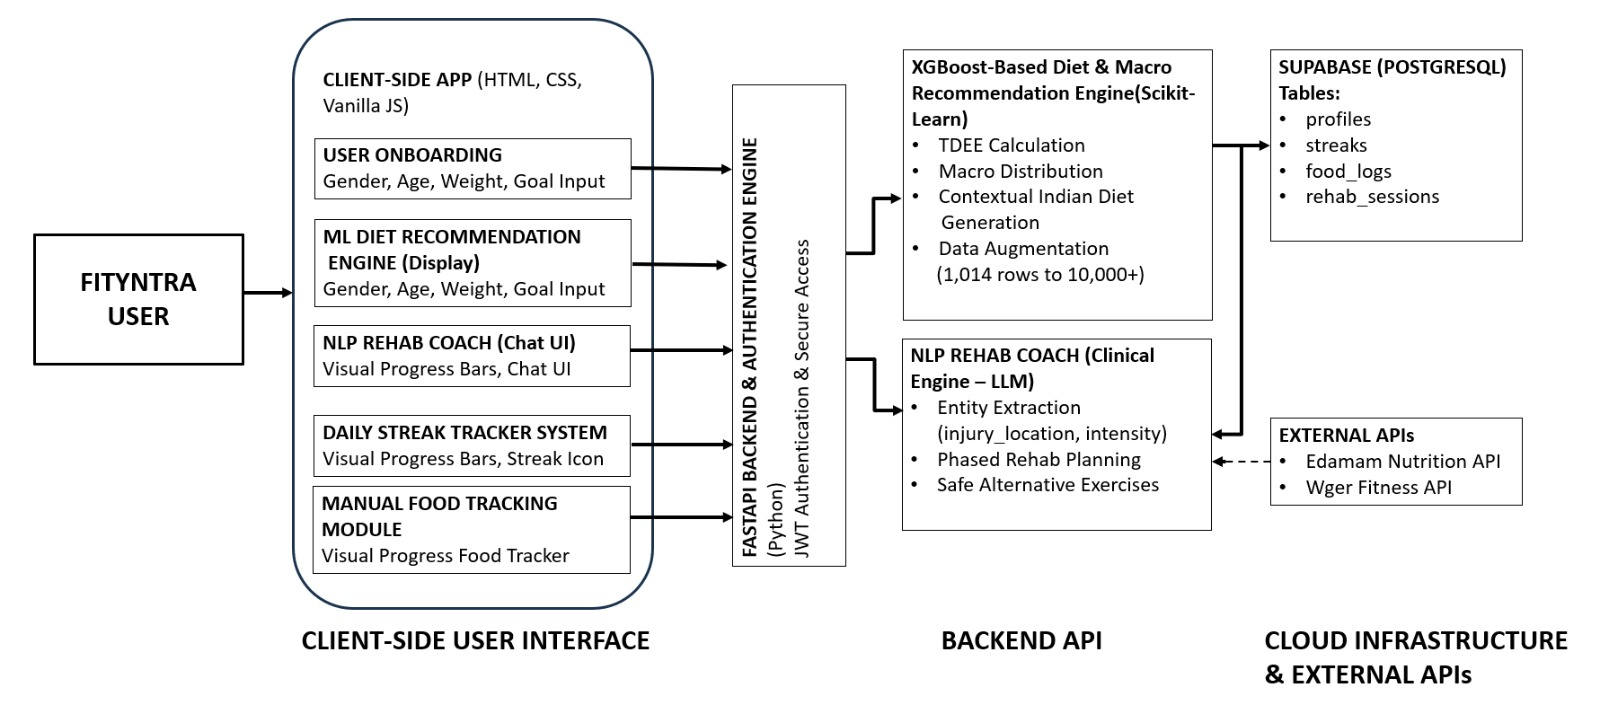 FITYNTRA
USER
CLIENT-SIDE APP (HTML, CSS,
Vanilla JS)
USER ONBOARDING
Gender, Age, Weight, Goal Input
ML DIET RECOMMENDATION
ENGINE (Display)
Gender, Age, Weight, Goal Input
NLP REHAB COACH (Chat UI)
Visual Progress Bars, Chat UI
DAILY STREAK TRACKER SYSTEM
Visual Progress Bars, Streak Icon
MANUAL FOOD TRACKING
MODULE
Visual Progress Food Tracker
CLIENT-SIDE USER INTERFACE
FASTAPI BACKEND & AUTHENTICATION ENGINE
(Python)
JWT Authentication & Secure Access
XGBoost-Based Diet & Macro
Recommendation Engine(Scikit-
Learn)
• TDEE Calculation
• Macro Distribution
• Contextual Indian Diet
Generation
• Data Augmentation
(1,014 rows to 10,000+)
NLP REHAB COACH (Clinical
Engine – LLM)
• Entity Extraction
(injury_location, intensity)
• Phased Rehab Planning
• Safe Alternative Exercises
BACKEND API
SUPABASE (POSTGRESQL)
Tables:
• profiles
• streaks
• food_logs
• rehab_sessions
EXTERNAL APIs
• Edamam Nutrition API
• Wger Fitness API
CLOUD INFRASTRUCTURE
& EXTERNAL APIs